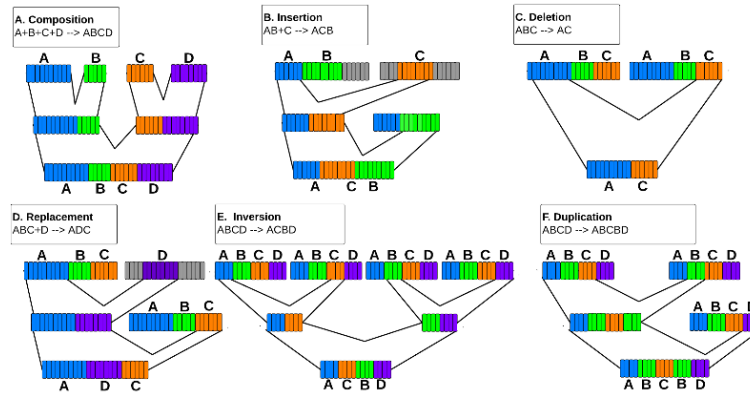 A. Composition
A+B+C+D --> ABCD
A B C D
A B C D
B. Insertion
AB+C --> ACB
A B C
A C B
C. Deletion
ABC --> AC
A B C A B C
A C
D. Replacement
ABC+D --> ADC
A B C D
A B C
A D C
E. Inversion
ABCD --> ACBD
A B C D A B C D A B C D A B C D
A C B D
F. Duplication
ABCD --> ABCBD
A B C D A B C D
A B C D
A B C B D